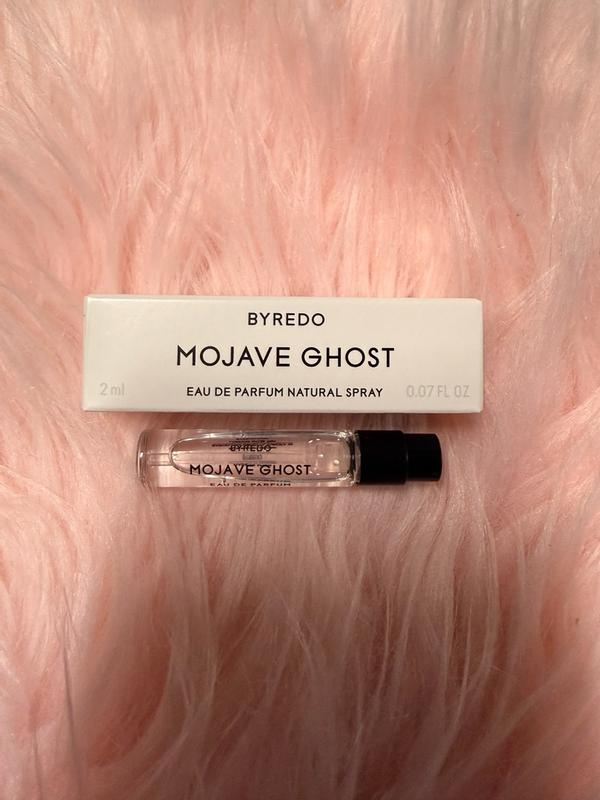 BYREDO
MOJAVE GHOST
2 ml EAU DE PARFUM NATURAL SPRAY 0.07 FL OZ
BYREDO
MOJAVE GHOST
EAU DE PARFUM